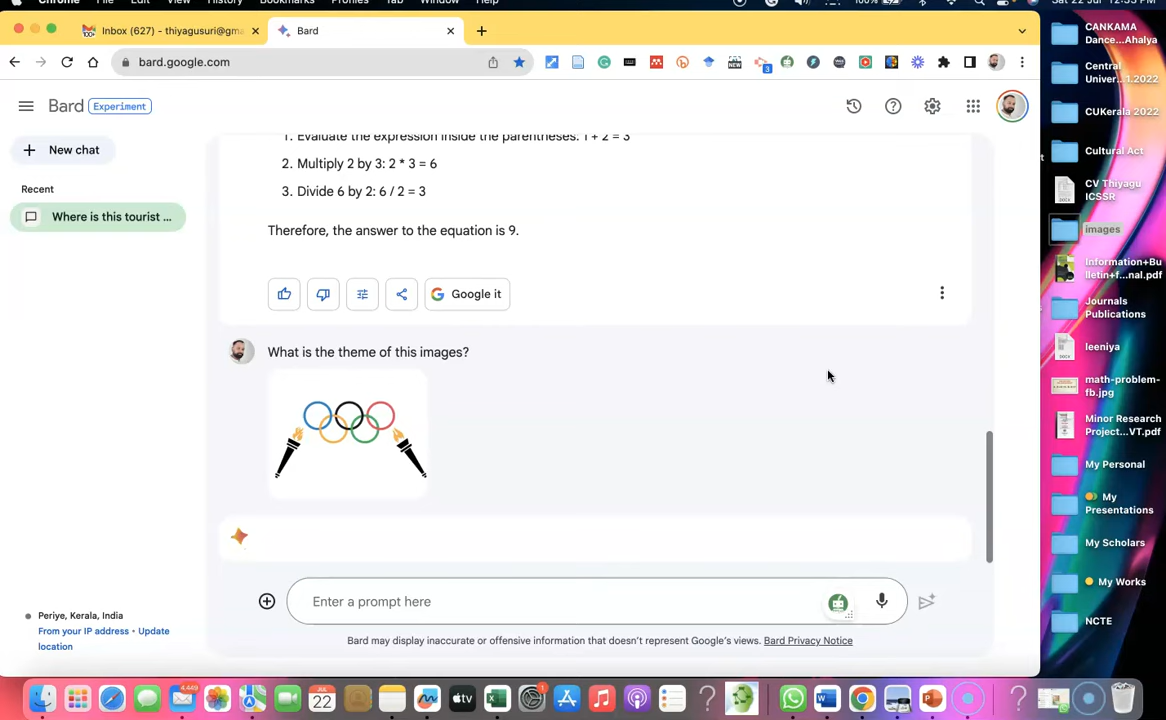 Chrome File Edit View History Bookmarks Profiles Tab Window Help
100% Sat 22 Jul 12:33 PM
Inbox (627) - thiyagusuri@gma
Bard
bard.google.com
Bard Experiment
New chat
Recent
Where is this tourist ...
1. Evaluate the expression inside the parentheses: 1 + 2 = 3
2. Multiply 2 by 3: 2 * 3 = 6
3. Divide 6 by 2: 6 / 2 = 3
Therefore, the answer to the equation is 9.
Google it
What is the theme of this images?
Enter a prompt here
Bard may display inaccurate or offensive information that doesn't represent Google's views. Bard Privacy Notice
Periye, Kerala, India
From your IP address • Update
location
CANKAMA
Dance...Ahalya
Central
Univer...1.2022
CUKerala 2022
Cultural Act
CV Thiyagu
ICSSR
images
Information+Bu
lletin+f...nal.pdf
Journals
Publications
leeniya
math-problem-
fb.jpg
Minor Research
Project...VT.pdf
My Personal
My
Presentations
My Scholars
My Works
NCTE
4,449
JUL
22
1